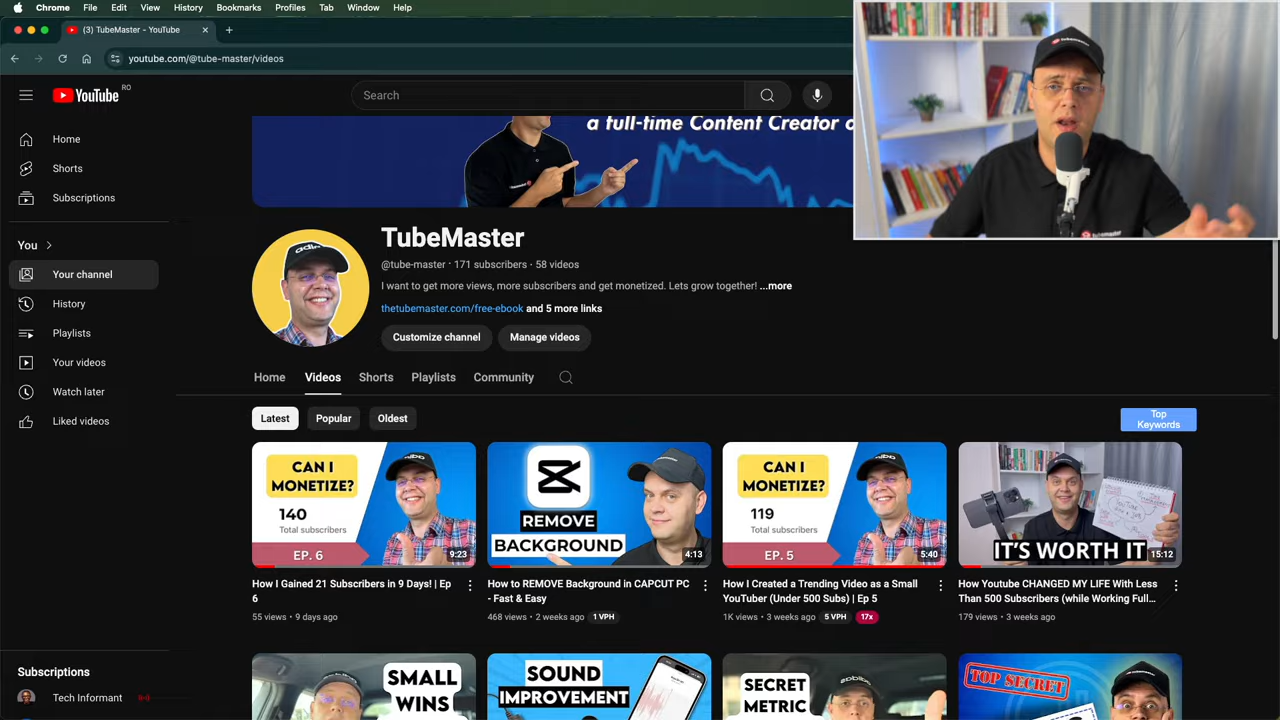 Chrome File Edit View History Bookmarks Profiles Tab Window Help
(3) TubeMaster - YouTube
youtube.com/@tube-master/videos
YouTube RO
Search
Home
Shorts
Subscriptions
You
Your channel
History
Playlists
Your videos
Watch later
Liked videos
Subscriptions
Tech Informant
a full-time Content Creator o
tubemaster
TubeMaster
@tube-master · 171 subscribers · 58 videos
I want to get more views, more subscribers and get monetized. Lets grow together! ...more
thetubemaster.com/free-ebook and 5 more links
Customize channel Manage videos
Home Videos Shorts Playlists Community
Latest Popular Oldest
Top
Keywords
CAN I
MONETIZE?
140
Total subscribers
EP. 6
9:23
How I Gained 21 Subscribers in 9 Days! | Ep
6
55 views • 9 days ago
REMOVE
BACKGROUND
4:13
How to REMOVE Background in CAPCUT PC
- Fast & Easy
468 views • 2 weeks ago 1 VPH
CAN I
MONETIZE?
119
Total subscribers
EP. 5
5:40
How I Created a Trending Video as a Small
YouTuber (Under 500 Subs) | Ep 5
1K views • 3 weeks ago 5 VPH 17x
IT'S WORTH IT
15:12
How Youtube CHANGED MY LIFE With Less
Than 500 Subscribers (while Working Full...
179 views • 3 weeks ago
SMALL
WINS
SOUND
IMPROVEMENT
SECRET
METRIC
TOP SECRET